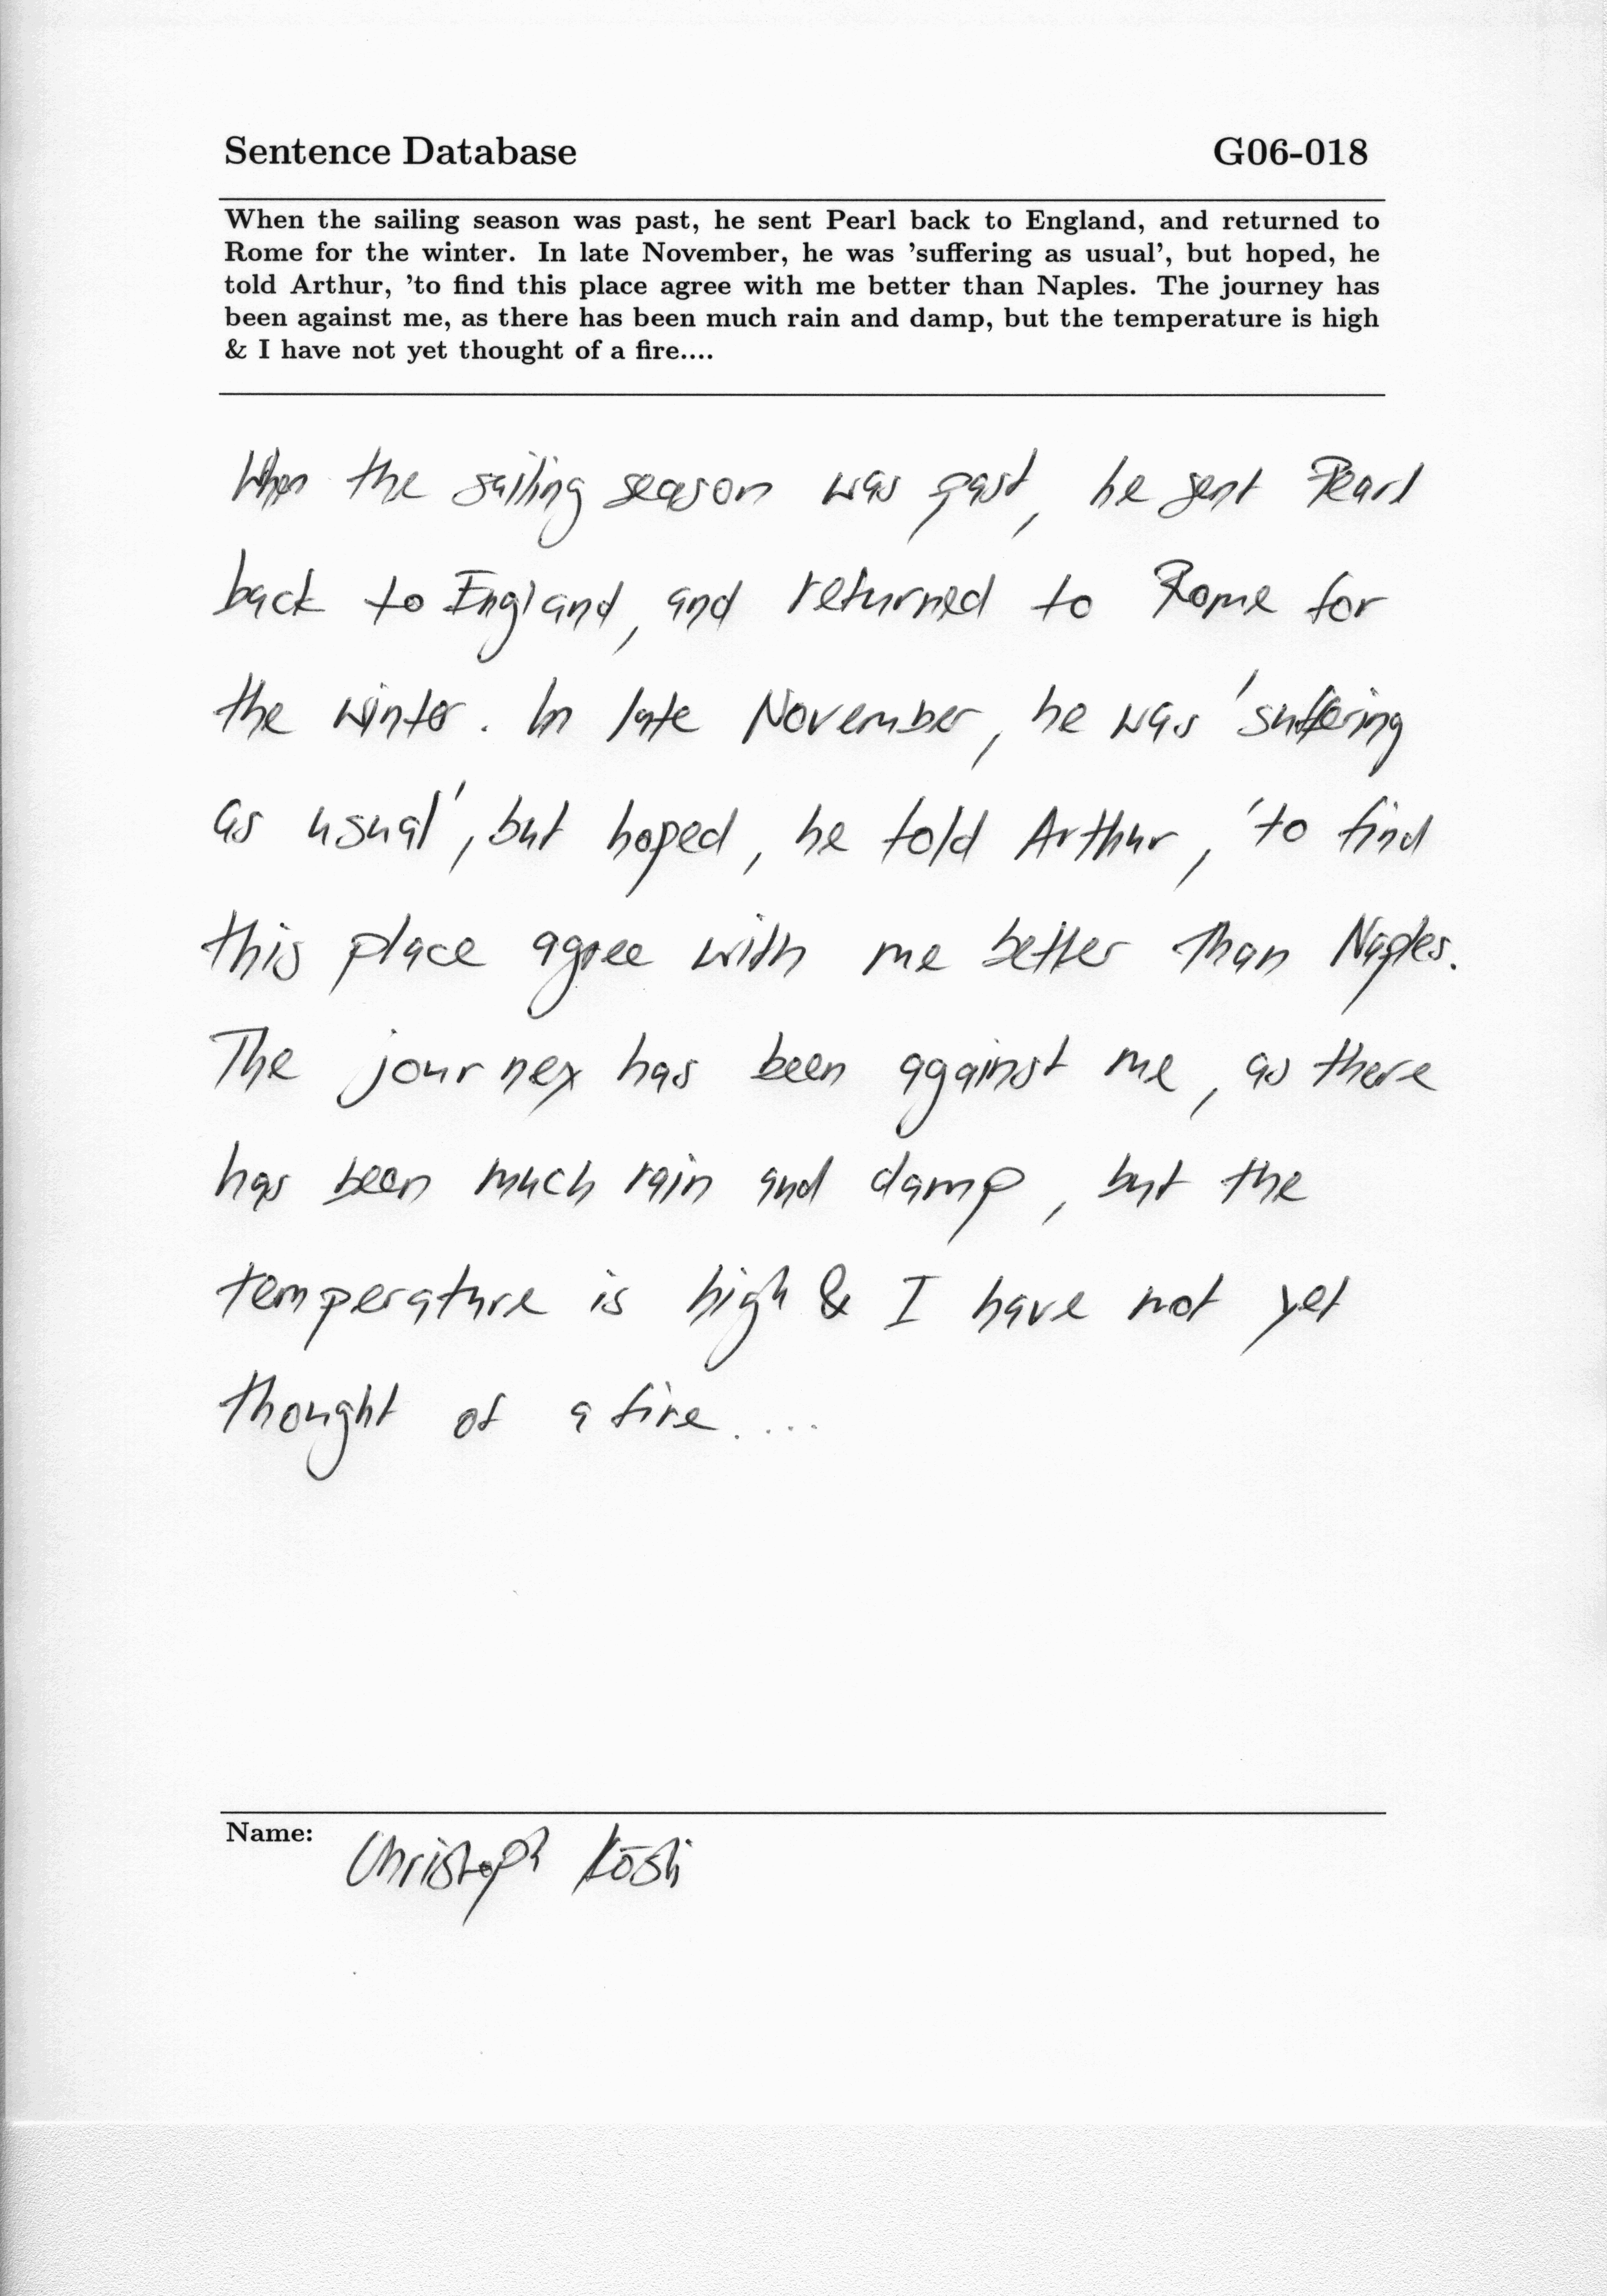 Sentence Database G06-018
When the sailing season was past, he sent Pearl back to England, and returned to
Rome for the winter. In late November, he was 'suffering as usual', but hoped, he
told Arthur, 'to find this place agree with me better than Naples. The journey has
been against me, as there has been much rain and damp, but the temperature is high
& I have not yet thought of a fire....
When the sailing season was past, he sent Pearl
back to England, and returned to Rome for
the winter. In late November, he was 'suffering
as usual', but hoped, he told Arthur, 'to find
this place agree with me better than Naples.
The journey has been against me, as there
has been much rain and damp, but the
temperature is high & I have not yet
thought of a fire....
Name: Christoph